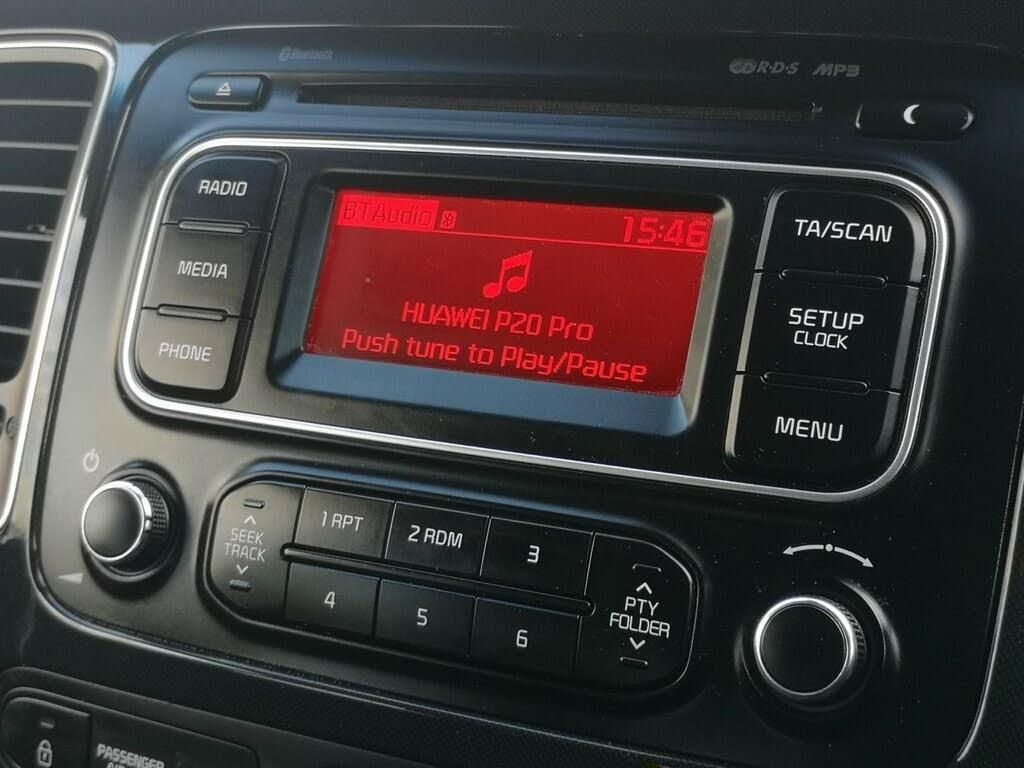 Bluetooth
R·D·S MP3
RADIO
MEDIA
PHONE
BT Audio 15:46
HUAWEI P20 Pro
Push tune to Play/Pause
TA/SCAN
SETUP
CLOCK
MENU
SEEK
TRACK
1 RPT
2 RDM
3
4
5
6
PTY
FOLDER
PASSENGER